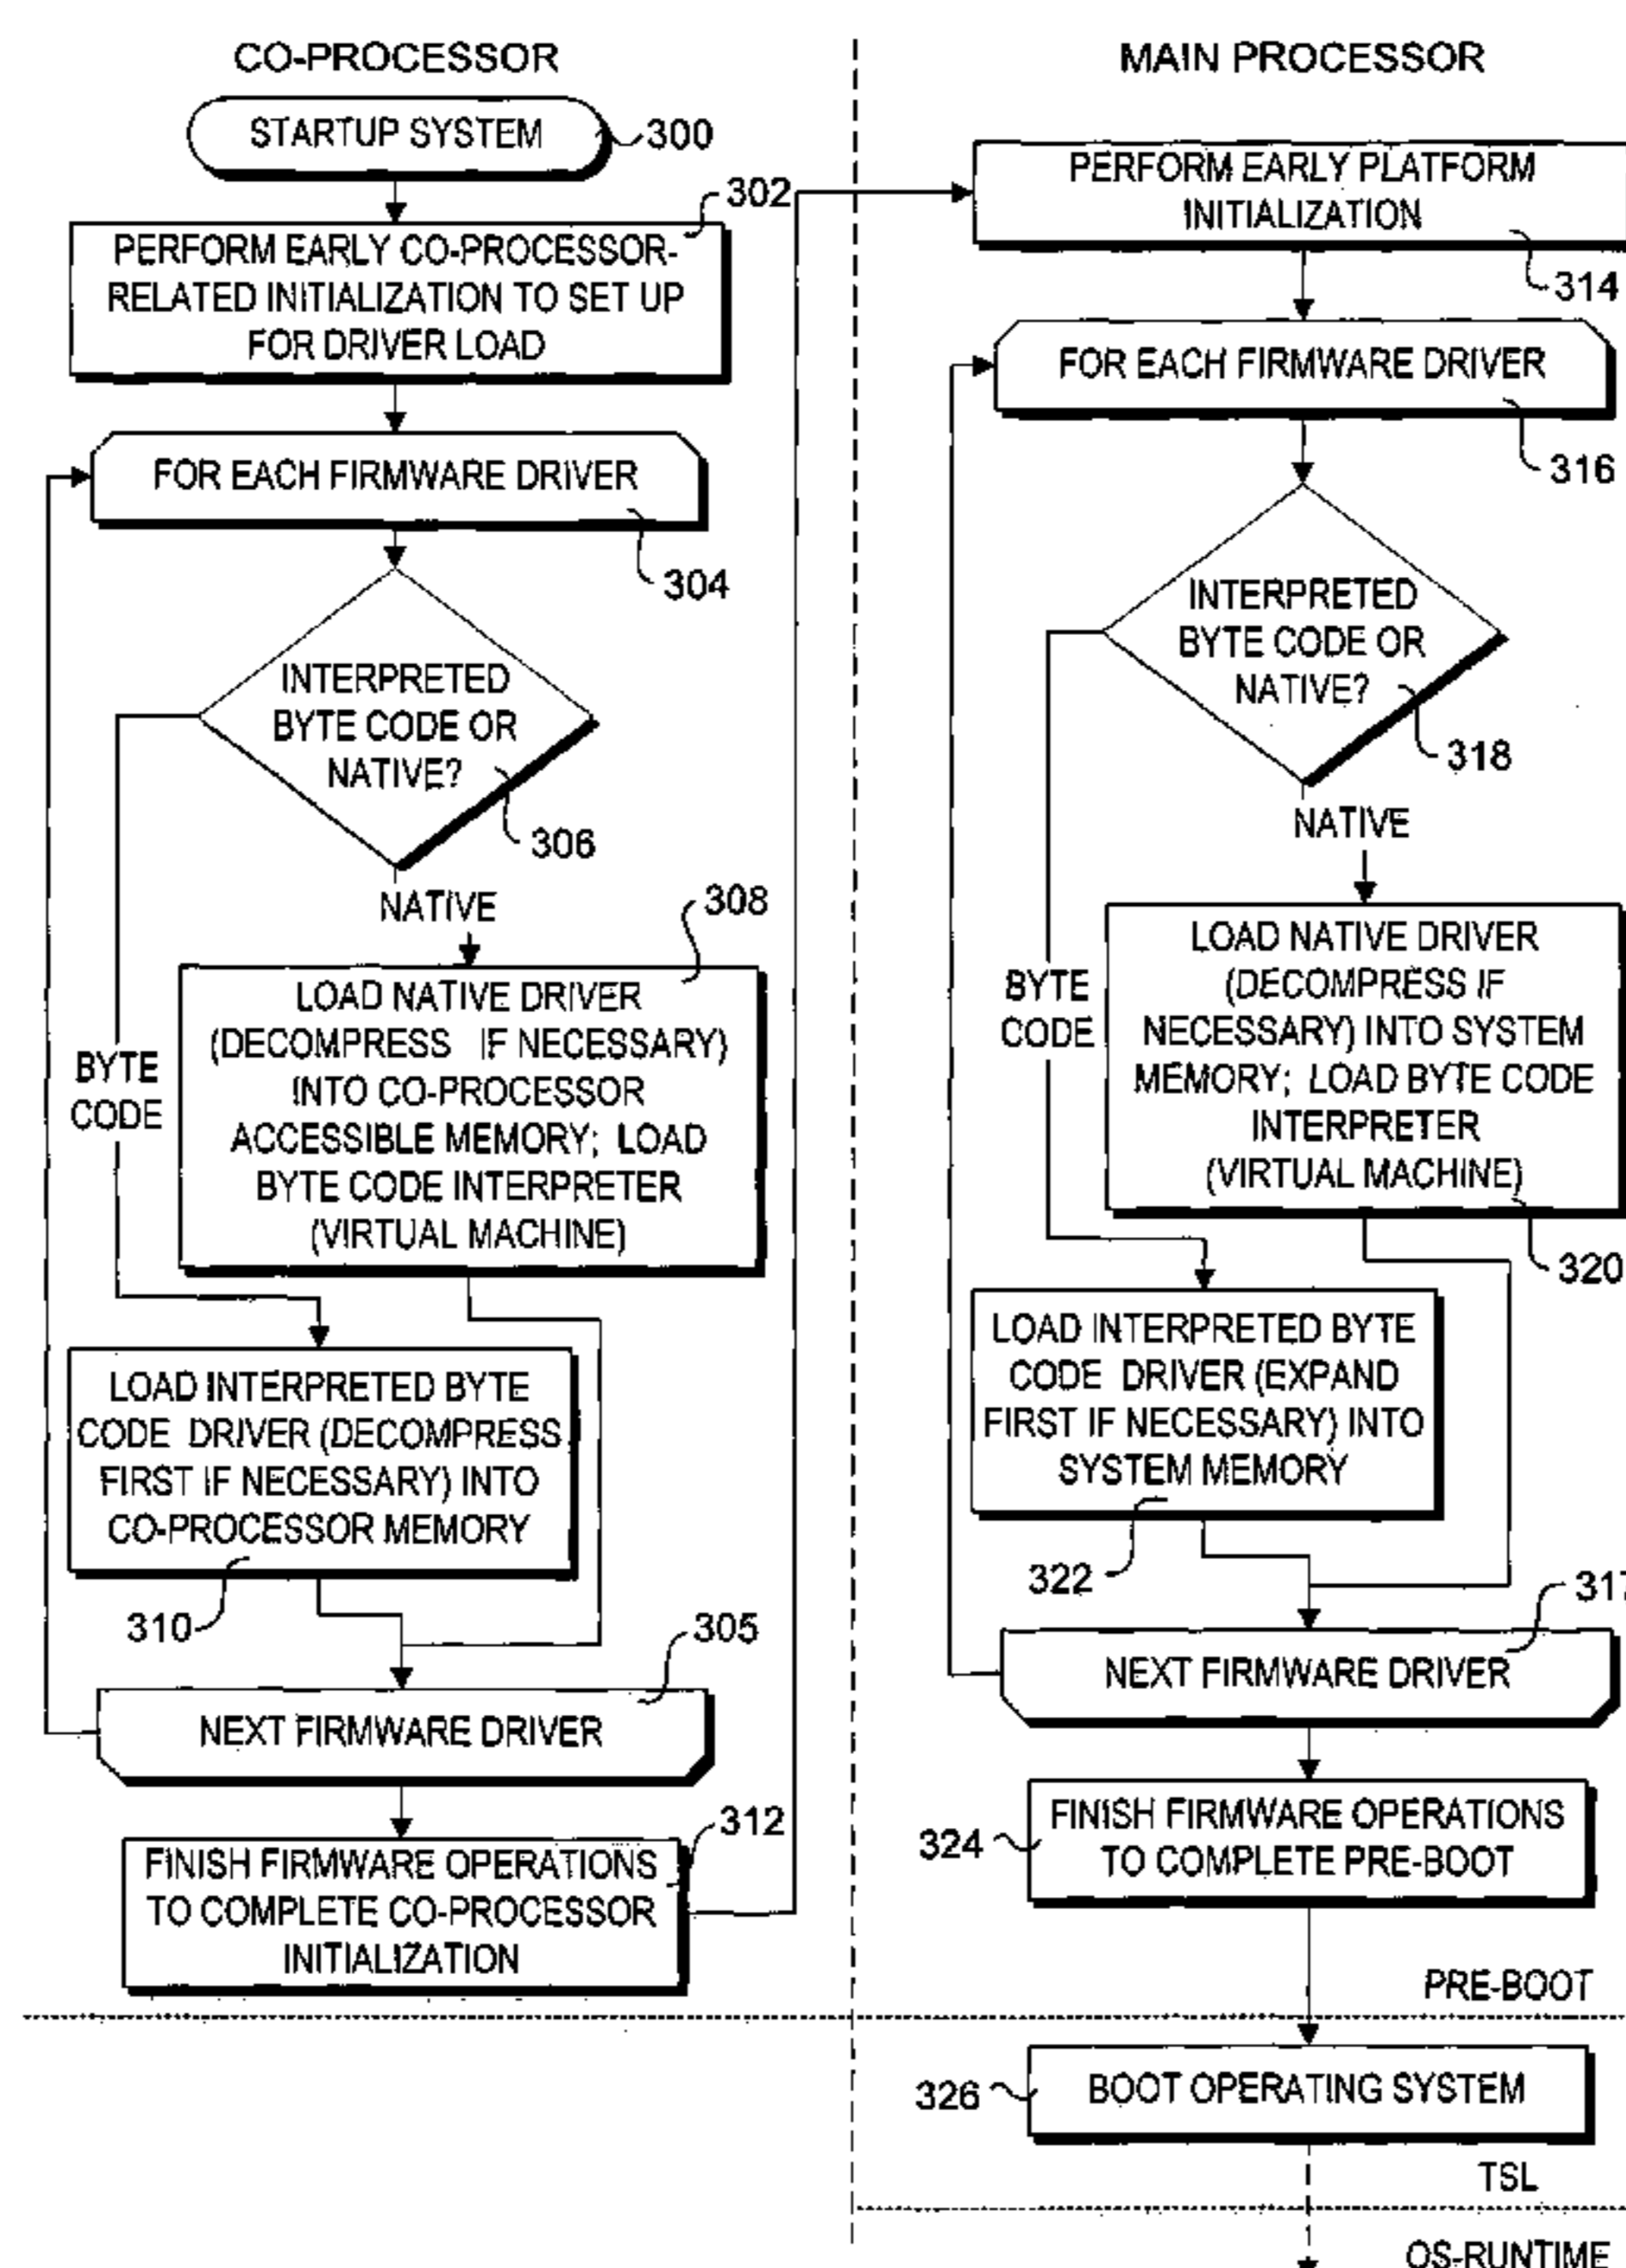 CO-PROCESSOR
STARTUP SYSTEM
300
302
PERFORM EARLY CO-PROCESSOR-
RELATED INITIALIZATION TO SET UP
FOR DRIVER LOAD
FOR EACH FIRMWARE DRIVER
304
INTERPRETED
BYTE CODE OR
NATIVE?
306
NATIVE
308
LOAD NATIVE DRIVER
(DECOMPRESS IF NECESSARY)
INTO CO-PROCESSOR
ACCESSIBLE MEMORY; LOAD
BYTE CODE INTERPRETER
(VIRTUAL MACHINE)
BYTE
CODE
LOAD INTERPRETED BYTE
CODE DRIVER (DECOMPRESS
FIRST IF NECESSARY) INTO
CO-PROCESSOR MEMORY
310
305
NEXT FIRMWARE DRIVER
312
FINISH FIRMWARE OPERATIONS
TO COMPLETE CO-PROCESSOR
INITIALIZATION
MAIN PROCESSOR
PERFORM EARLY PLATFORM
INITIALIZATION
314
FOR EACH FIRMWARE DRIVER
316
INTERPRETED
BYTE CODE OR
NATIVE?
318
NATIVE
LOAD NATIVE DRIVER
(DECOMPRESS IF
NECESSARY) INTO SYSTEM
MEMORY; LOAD BYTE CODE
INTERPRETER
(VIRTUAL MACHINE)
320
BYTE
CODE
LOAD INTERPRETED BYTE
CODE DRIVER (EXPAND
FIRST IF NECESSARY) INTO
SYSTEM MEMORY
322
317
NEXT FIRMWARE DRIVER
324
FINISH FIRMWARE OPERATIONS
TO COMPLETE PRE-BOOT
PRE-BOOT
326
BOOT OPERATING SYSTEM
TSL
OS-RUNTIME